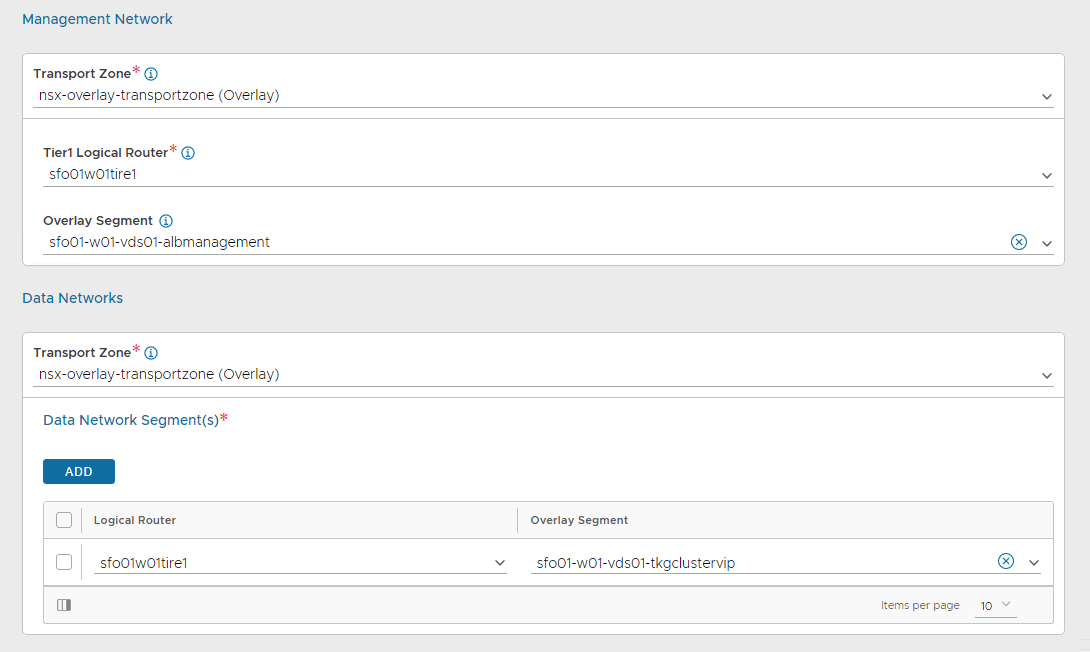 Management Network
Transport Zone*
nsx-overlay-transportzone (Overlay)
Tier1 Logical Router*
sfo01w01tire1
Overlay Segment
sfo01-w01-vds01-albmanagement
Data Networks
Transport Zone*
nsx-overlay-transportzone (Overlay)
Data Network Segment(s)*
ADD
Logical Router Overlay Segment
sfo01w01tire1 sfo01-w01-vds01-tkgclustervip
Items per page 10